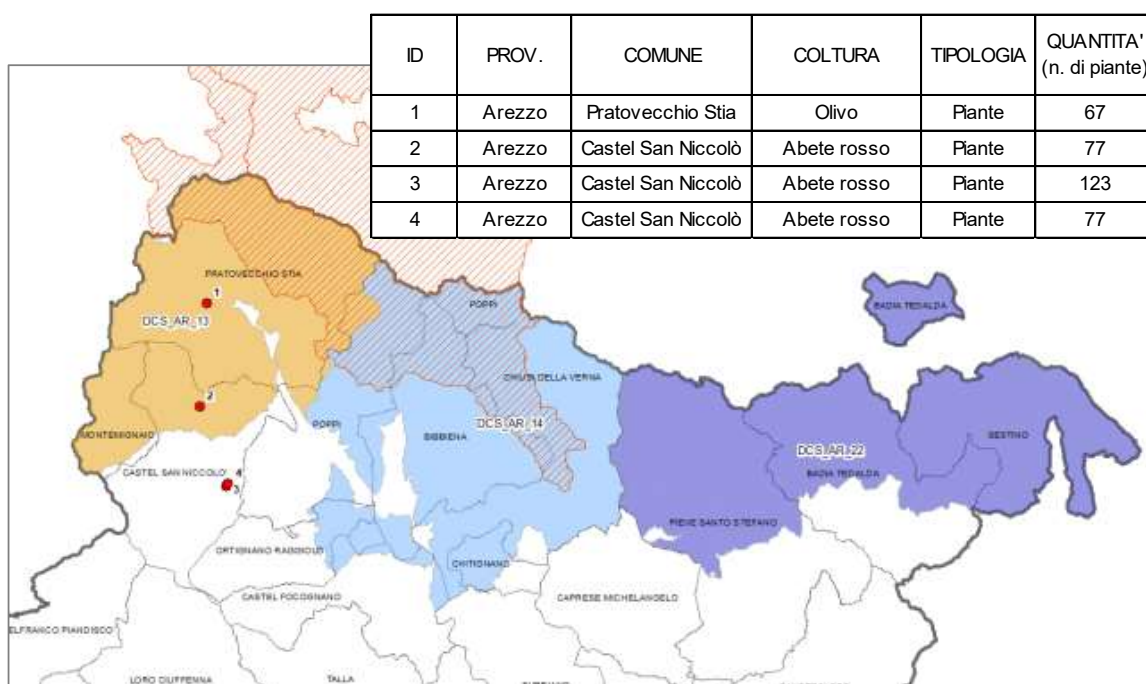 ID PROV. COMUNE COLTURA TIPOLOGIA QUANTITA' (n. di piante)
1 Arezzo Pratovecchio Stia Olivo Piante 67
2 Arezzo Castel San Niccolò Abete rosso Piante 77
3 Arezzo Castel San Niccolò Abete rosso Piante 123
4 Arezzo Castel San Niccolò Abete rosso Piante 77
PRATOVECCHIO STIA
1
DCS_AR_13
POPPI
BADIA TEDALDA
CHIUSI DELLA VERNA
2
MONTEMIGNAIO
POPPI
DCS_AR_14
BIBBIENA
SESTINO
DCS_AR_22
CASTEL SAN NICCOLO'
4
3
BADIA TEDALDA
PIEVE SANTO STEFANO
ORTIGNANO RAGGIOLO
CHITIGNANO
CASTEL FOCOGNANO
CAPRESE MICHELANGELO
ELFRANCO PIANDISCO'
LORO CIUFFENNA
TALLA